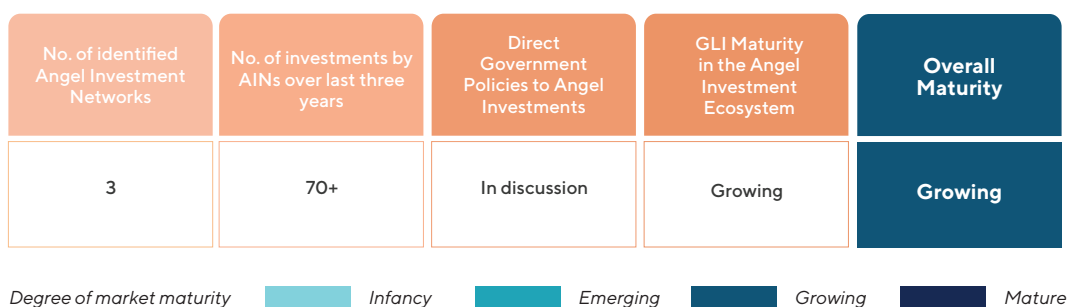 No. of identified
Angel Investment
Networks
No. of investments by
AINs over last three
years
Direct
Government
Policies to Angel
Investments
GLI Maturity
in the Angel
Investment
Ecosystem
Overall
Maturity
3
70+
In discussion
Growing
Growing
Degree of market maturity
Infancy
Emerging
Growing
Mature